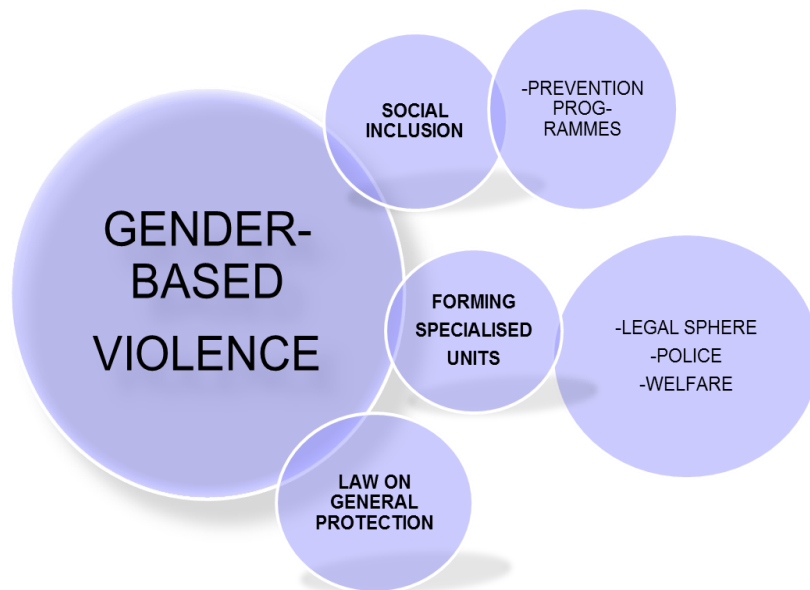 GENDER-
BASED
VIOLENCE
SOCIAL
INCLUSION
-PREVENTION
PROG-
RAMMES
FORMING
SPECIALISED
UNITS
-LEGAL SPHERE
-POLICE
-WELFARE
LAW ON
GENERAL
PROTECTION